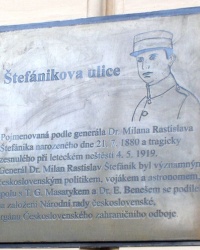 Štefánikova ulice
Pojmenovaná podle generála Dr. Milana Rastislava
Štefánika narozeného dne 21. 7. 1880 a tragicky
zesnulého při leteckém neštěstí 4. 5. 1919.
Generál Dr. Milan Rastislav Štefánik byl významným
československým politikem, vojákem a astronomem,
spolu s T. G. Masarykem a Dr. E. Benešem se podílel
na založení Národní rady československé,
orgánu Československého zahraničního odboje.